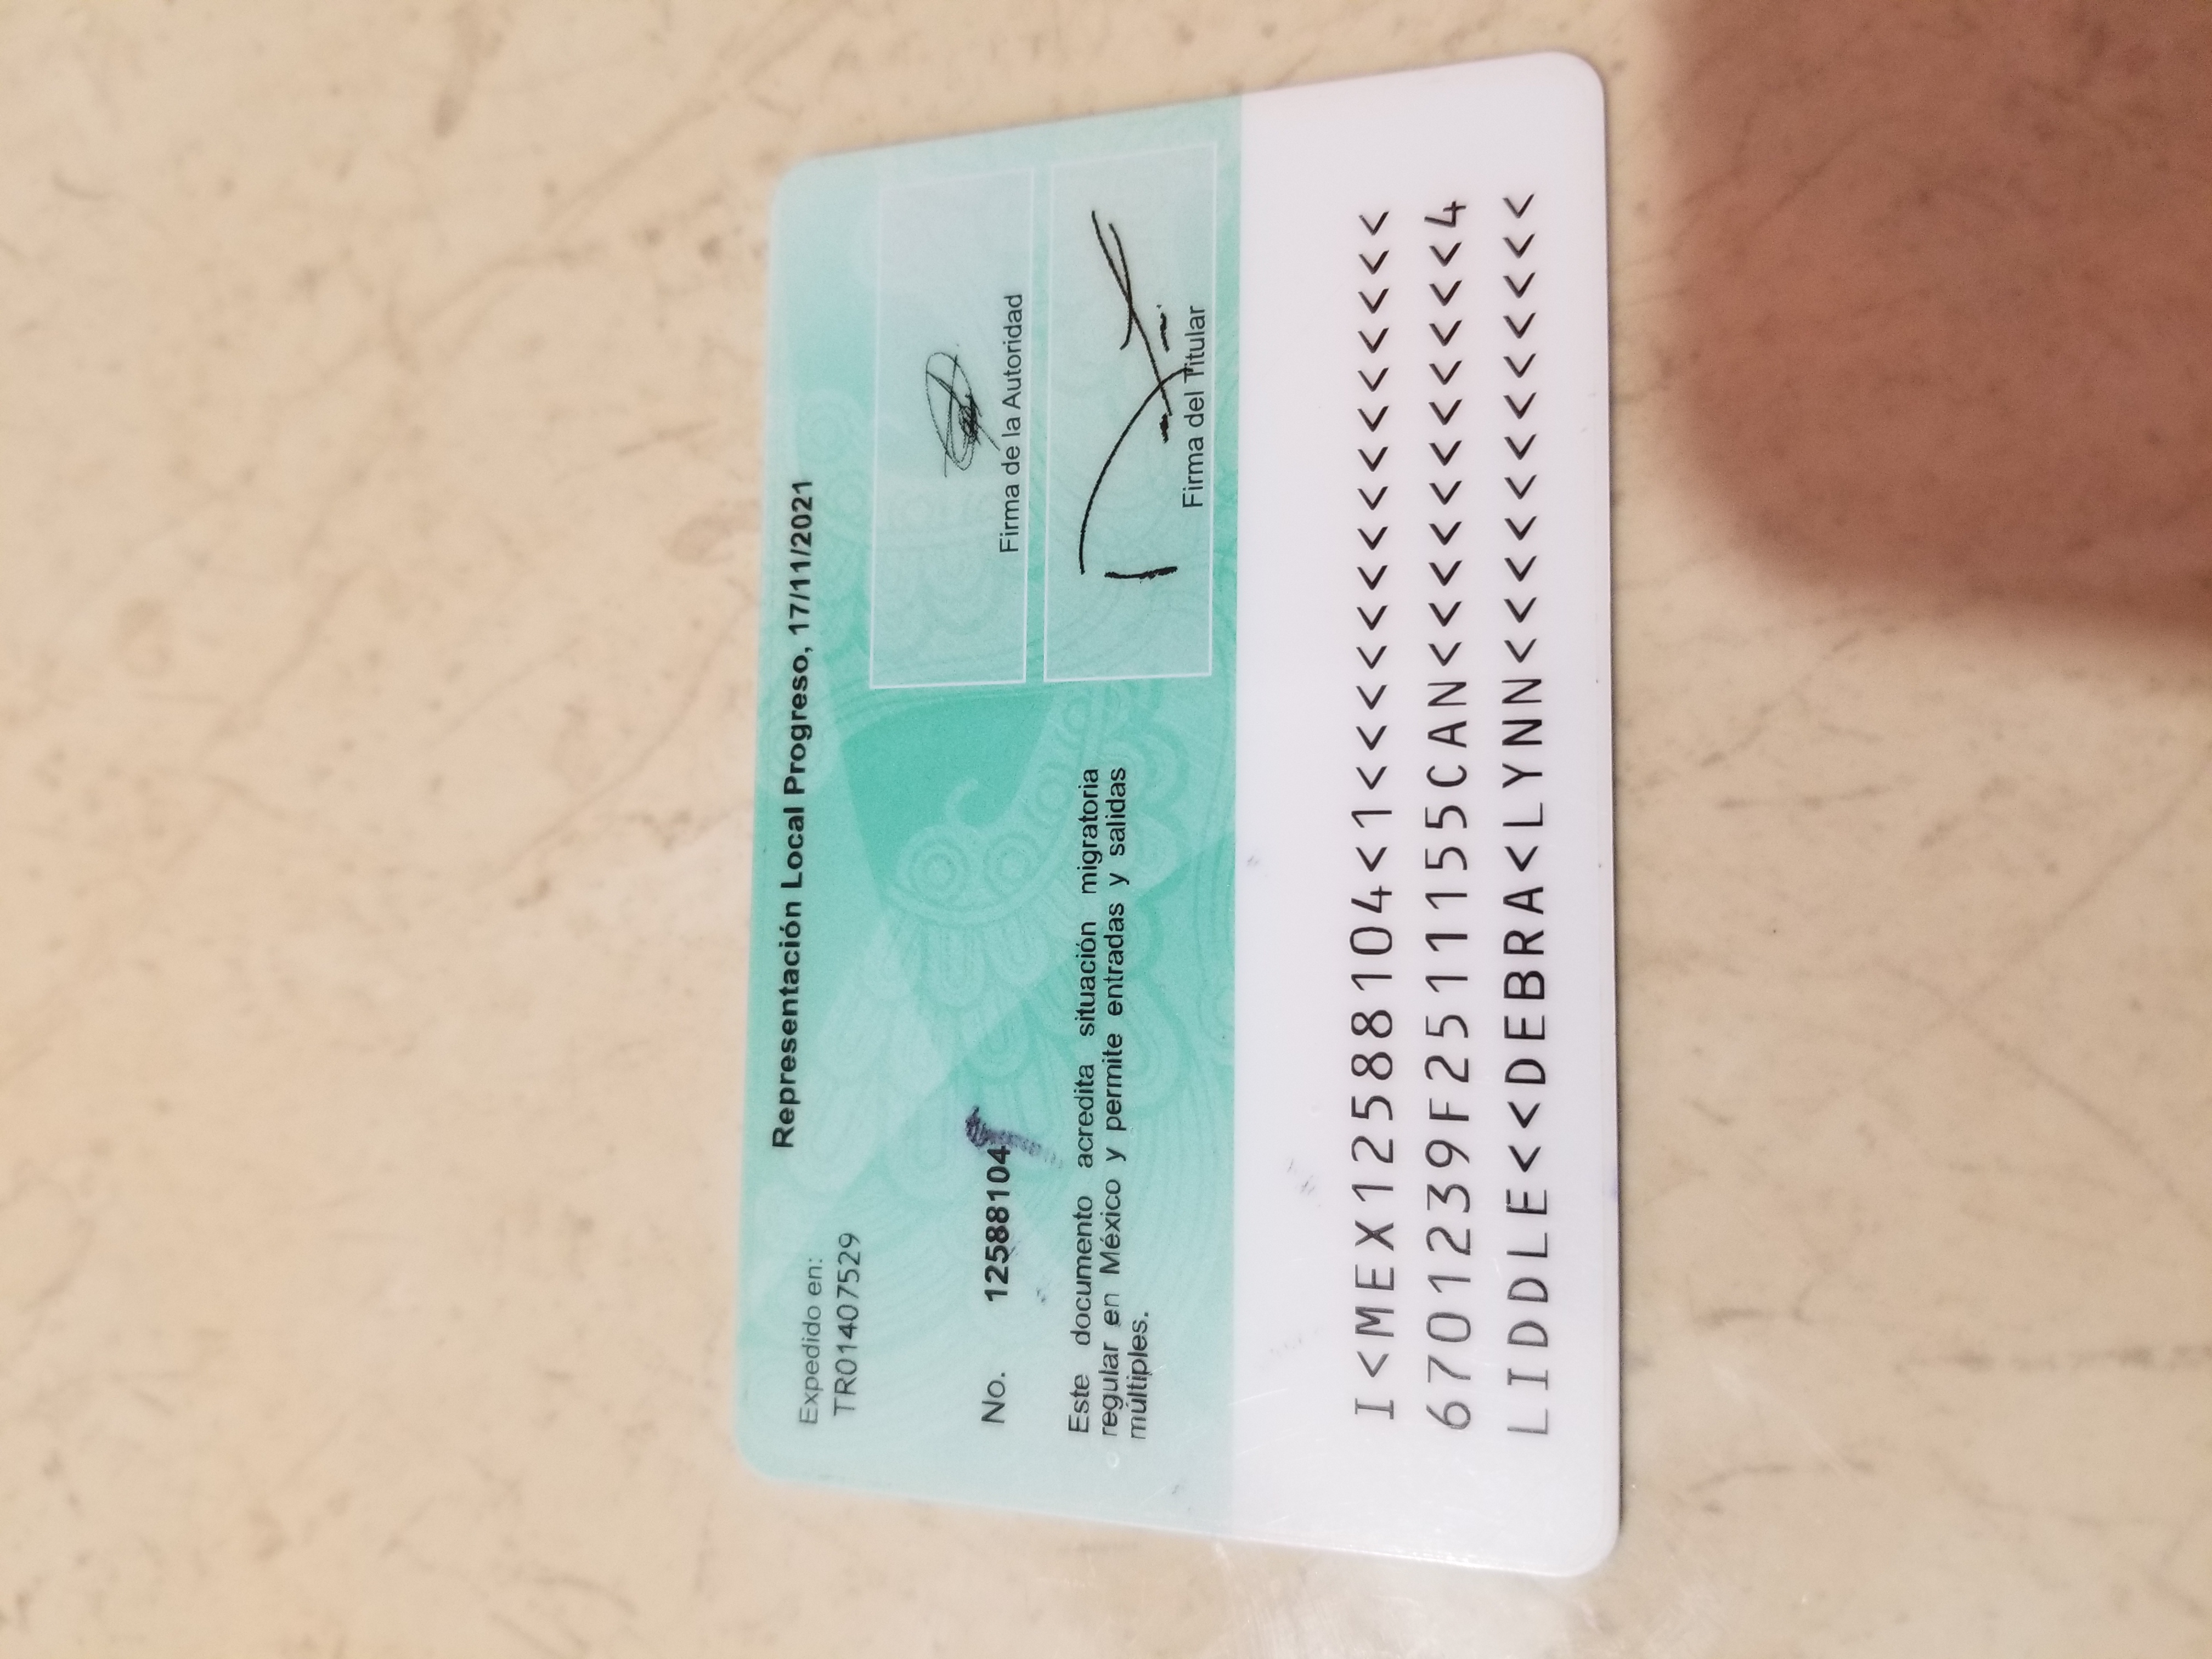 Expedido en: Representación Local Progreso, 17/11/2021
TR01407529
No. 12588104
Este documento acredita situación migratoria
regular en México y permite entradas y salidas
múltiples.
Firma de la Autoridad
Firma del Titular
I<MEX12588104<1<<<<<<<<<<<<<<<
6701239F2511155CAN<<<<<<<<<<<4
LIDDLE<<DEBRA<LYNN<<<<<<<<<<<<